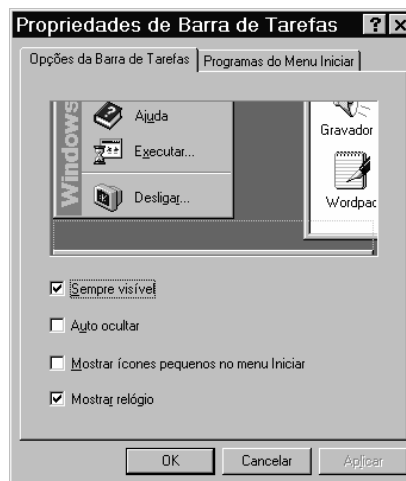 Propriedades de Barra de Tarefas
Opções da Barra de Tarefas Programas do Menu Iniciar
Windows
Ajuda
Executar...
Desligar...
Gravador
Wordpad
Sempre visível
Auto ocultar
Mostrar ícones pequenos no menu Iniciar
Mostrar relógio
OK Cancelar Aplicar